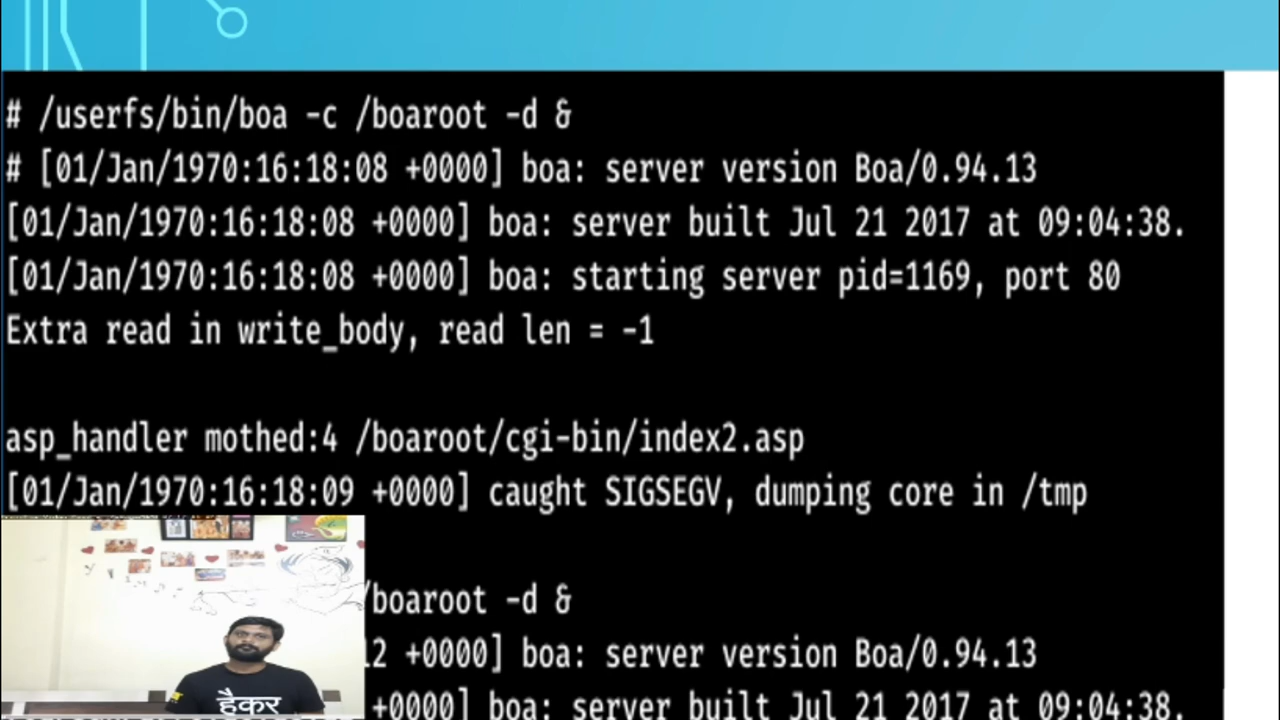 # /userfs/bin/boa -c /boaroot -d &
# [01/Jan/1970:16:18:08 +0000] boa: server version Boa/0.94.13
[01/Jan/1970:16:18:08 +0000] boa: server built Jul 21 2017 at 09:04:38.
[01/Jan/1970:16:18:08 +0000] boa: starting server pid=1169, port 80
Extra read in write_body, read len = -1
asp_handler mothed:4 /boaroot/cgi-bin/index2.asp
[01/Jan/1970:16:18:09 +0000] caught SIGSEGV, dumping core in /tmp
/boaroot -d &
12 +0000] boa: server version Boa/0.94.13
+0000] boa: server built Jul 21 2017 at 09:04:38.
हैकर